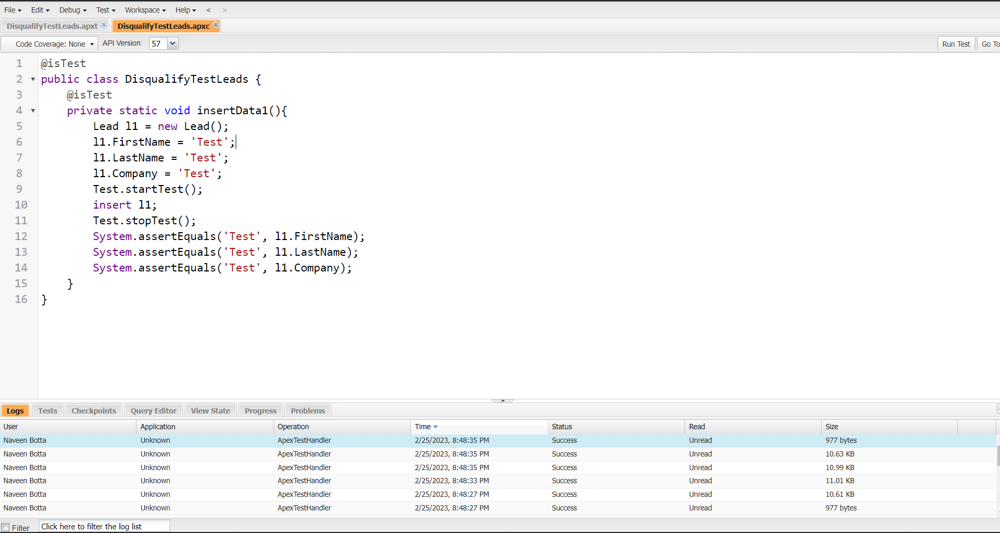 File Edit Debug Test Workspace Help < >
DisqualifyTestLeads.apxt DisqualifyTestLeads.apxc
Code Coverage: None API Version: 57 Run Test Go To
1 @isTest
2 public class DisqualifyTestLeads {
3 @isTest
4 private static void insertData1(){
5 Lead l1 = new Lead();
6 l1.FirstName = 'Test';
7 l1.LastName = 'Test';
8 l1.Company = 'Test';
9 Test.startTest();
10 insert l1;
11 Test.stopTest();
12 System.assertEquals('Test', l1.FirstName);
13 System.assertEquals('Test', l1.LastName);
14 System.assertEquals('Test', l1.Company);
15 }
16 }
Logs Tests Checkpoints Query Editor View State Progress Problems
User Application Operation Time Status Read Size
Naveen Botta Unknown ApexTestHandler 2/25/2023, 8:48:35 PM Success Unread 977 bytes
Naveen Botta Unknown ApexTestHandler 2/25/2023, 8:48:35 PM Success Unread 10.63 KB
Naveen Botta Unknown ApexTestHandler 2/25/2023, 8:48:35 PM Success Unread 10.99 KB
Naveen Botta Unknown ApexTestHandler 2/25/2023, 8:48:33 PM Success Unread 11.01 KB
Naveen Botta Unknown ApexTestHandler 2/25/2023, 8:48:27 PM Success Unread 10.61 KB
Naveen Botta Unknown ApexTestHandler 2/25/2023, 8:48:27 PM Success Unread 977 bytes
Filter Click here to filter the log list